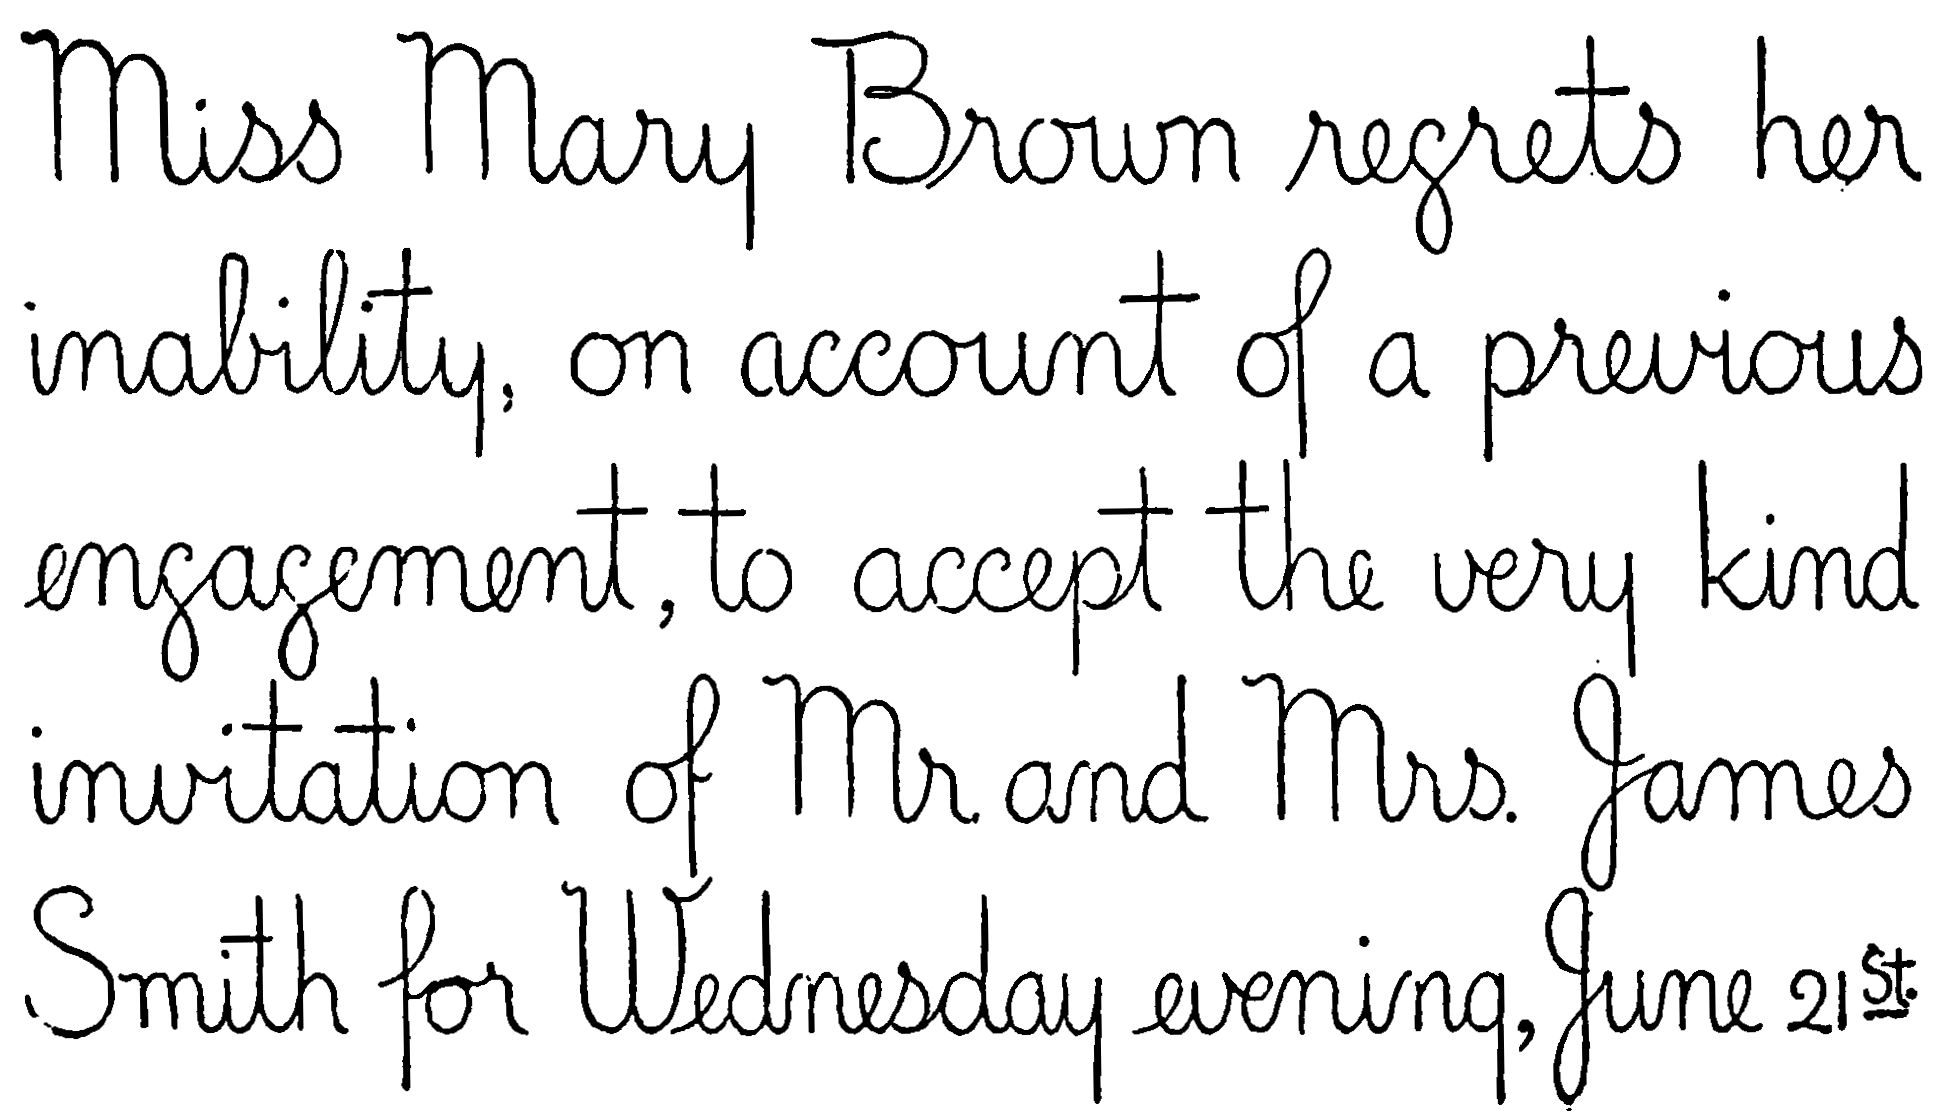 Miss Mary Brown regrets her
inability, on account of a previous
engagement, to accept the very kind
invitation of Mr. and Mrs. James
Smith for Wednesday evening, June 21st.